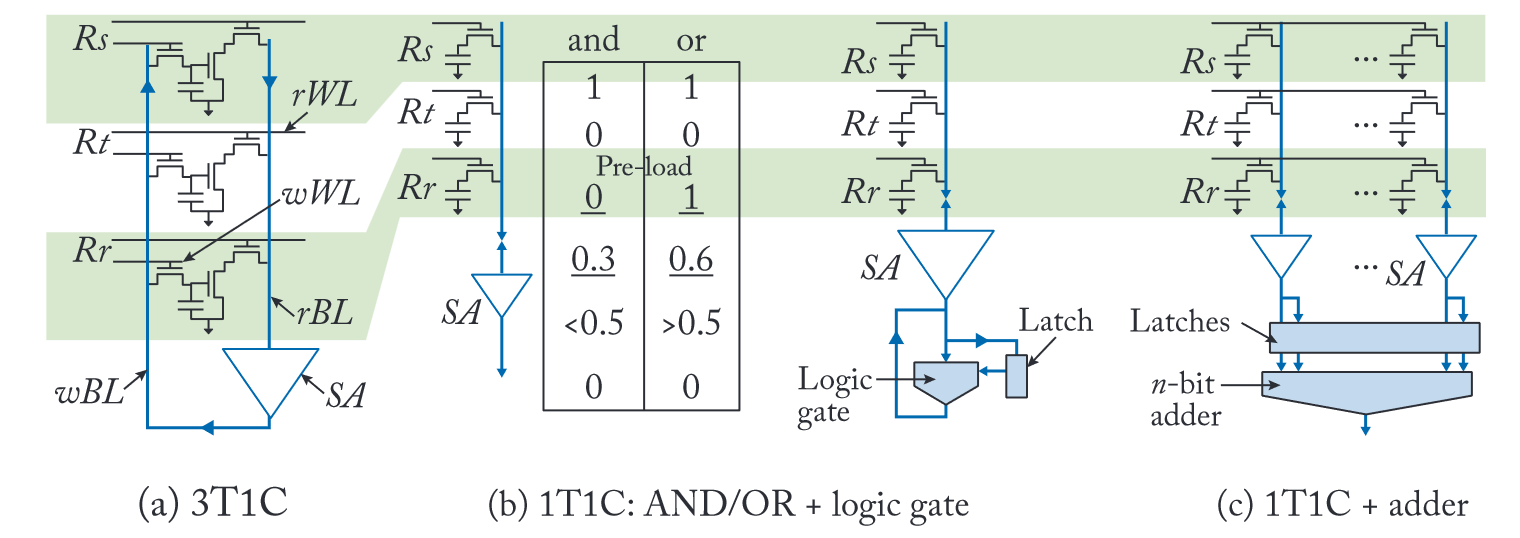 Rs
rWL
Rt
wWL
Rr
rBL
wBL
SA
(a) 3T1C
Rs
Rt
Rr
SA
and or
1 1
0 0
Pre-load
0 1
0.3 0.6
<0.5 >0.5
0 0
Rs
Rt
Rr
SA
Latch
Logic
gate
(b) 1T1C: AND/OR + logic gate
Rs ...
Rt ...
Rr ...
... SA
Latches
n-bit
adder
(c) 1T1C + adder